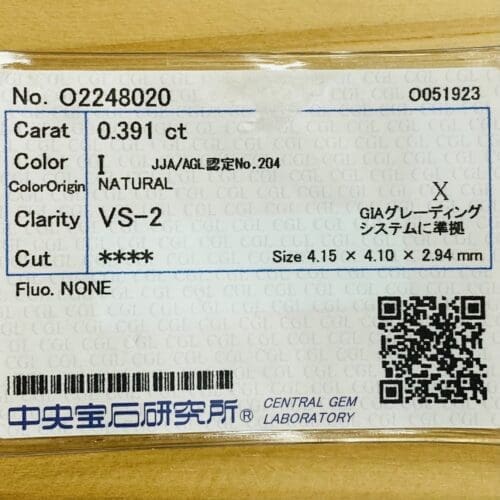 No. O2248020 O051923
Carat 0.391 ct
Color I JJA/AGL認定No.204
ColorOrigin NATURAL
X
Clarity VS-2 GIAグレーディング
システムに準拠
Cut **** Size 4.15 × 4.10 × 2.94 mm
Fluo. NONE
中央宝石研究所® CENTRAL GEM
LABORATORY